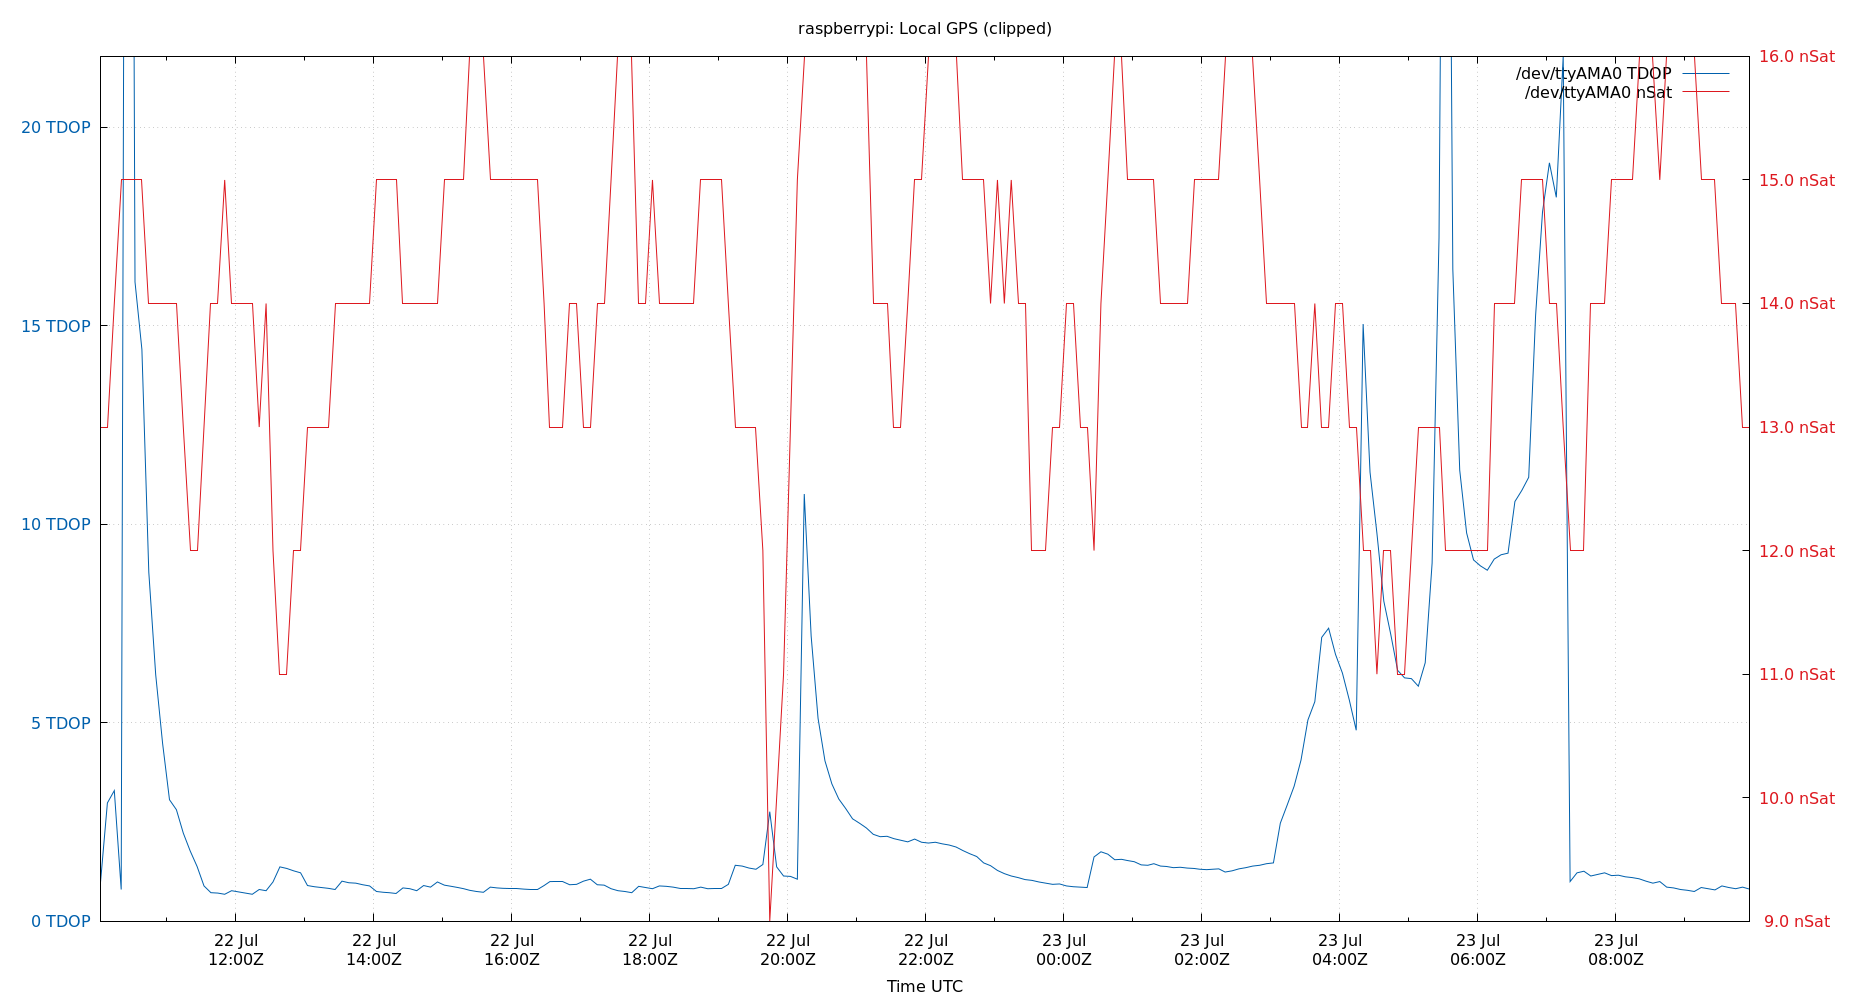 raspberrypi: Local GPS (clipped)
/dev/ttyAMA0 TDOP
/dev/ttyAMA0 nSat
20 TDOP
15 TDOP
10 TDOP
5 TDOP
0 TDOP
16.0 nSat
15.0 nSat
14.0 nSat
13.0 nSat
12.0 nSat
11.0 nSat
10.0 nSat
9.0 nSat
22 Jul
12:00Z
22 Jul
14:00Z
22 Jul
16:00Z
22 Jul
18:00Z
22 Jul
20:00Z
22 Jul
22:00Z
23 Jul
00:00Z
23 Jul
02:00Z
23 Jul
04:00Z
23 Jul
06:00Z
23 Jul
08:00Z
Time UTC